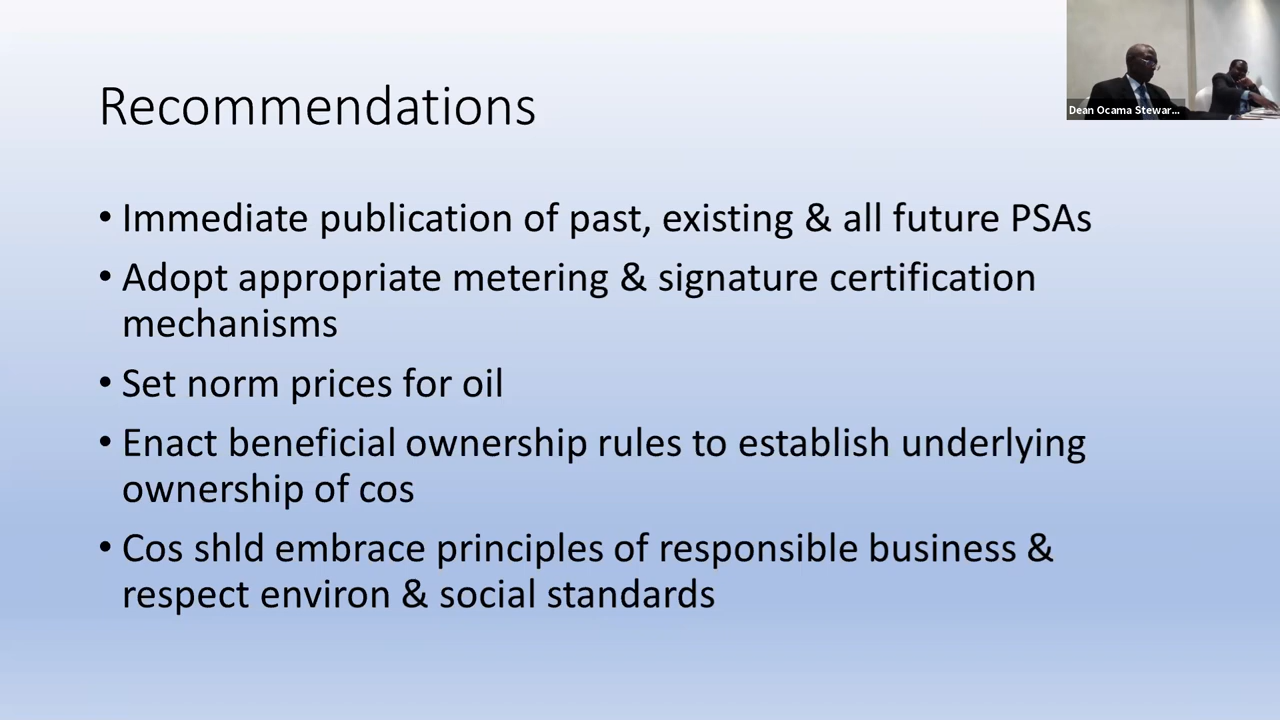 Recommendations
Dean Ocama Stewar...
• Immediate publication of past, existing & all future PSAs
• Adopt appropriate metering & signature certification
mechanisms
• Set norm prices for oil
• Enact beneficial ownership rules to establish underlying
ownership of cos
• Cos shld embrace principles of responsible business &
respect environ & social standards